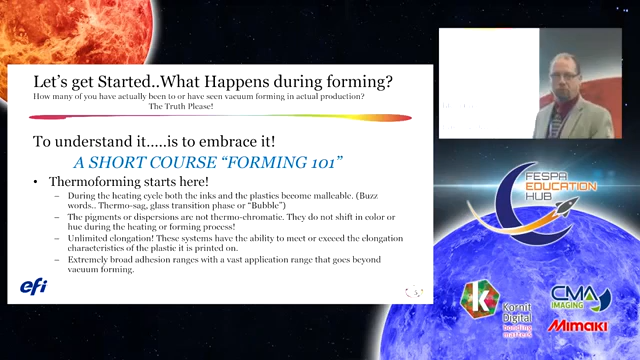 Let's get Started..What Happens during forming?
How many of you have actually been to or have seen vacuum forming in actual production?
The Truth Please!
To understand it.....is to embrace it!
A SHORT COURSE "FORMING 101"
• Thermoforming starts here!
– During the heating cycle both the inks and the plastics become malleable. (Buzz
words.. Thermo-sag, glass transition phase or "Bubble")
– The pigments or dispersions are not thermo-chromatic. They do not shift in color or
hue during the heating or forming process!
– Unlimited elongation! These systems have the ability to meet or exceed the elongation
characteristics of the plastic it is printed on.
– Extremely broad adhesion ranges with a vast application range that goes beyond
vacuum forming.
efi
FESPA
EDUCATION
HUB
K
Kornit
Digital
bonding
matters
CMA
IMAGING
Mimaki